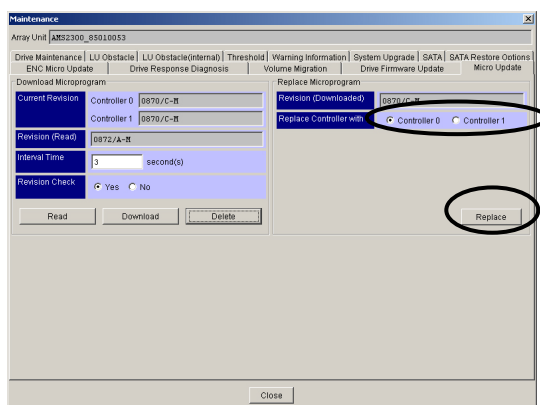 Maintenance
Array Unit AMS2300_85010053
Drive Maintenance LU Obstacle LU Obstacle(internal) Threshold Warning Information System Upgrade SATA SATA Restore Options
ENC Micro Update Drive Response Diagnosis Volume Migration Drive Firmware Update Micro Update
Download Microprogram
Current Revision Controller 0 0870/C-M
Controller 1 0870/C-M
Revision (Read) 0872/A-M
Interval Time 3 second(s)
Revision Check Yes No
Read Download Delete
Replace Microprogram
Revision (Downloaded) 0870/C-M
Replace Controller with Controller 0 Controller 1
Replace
Close